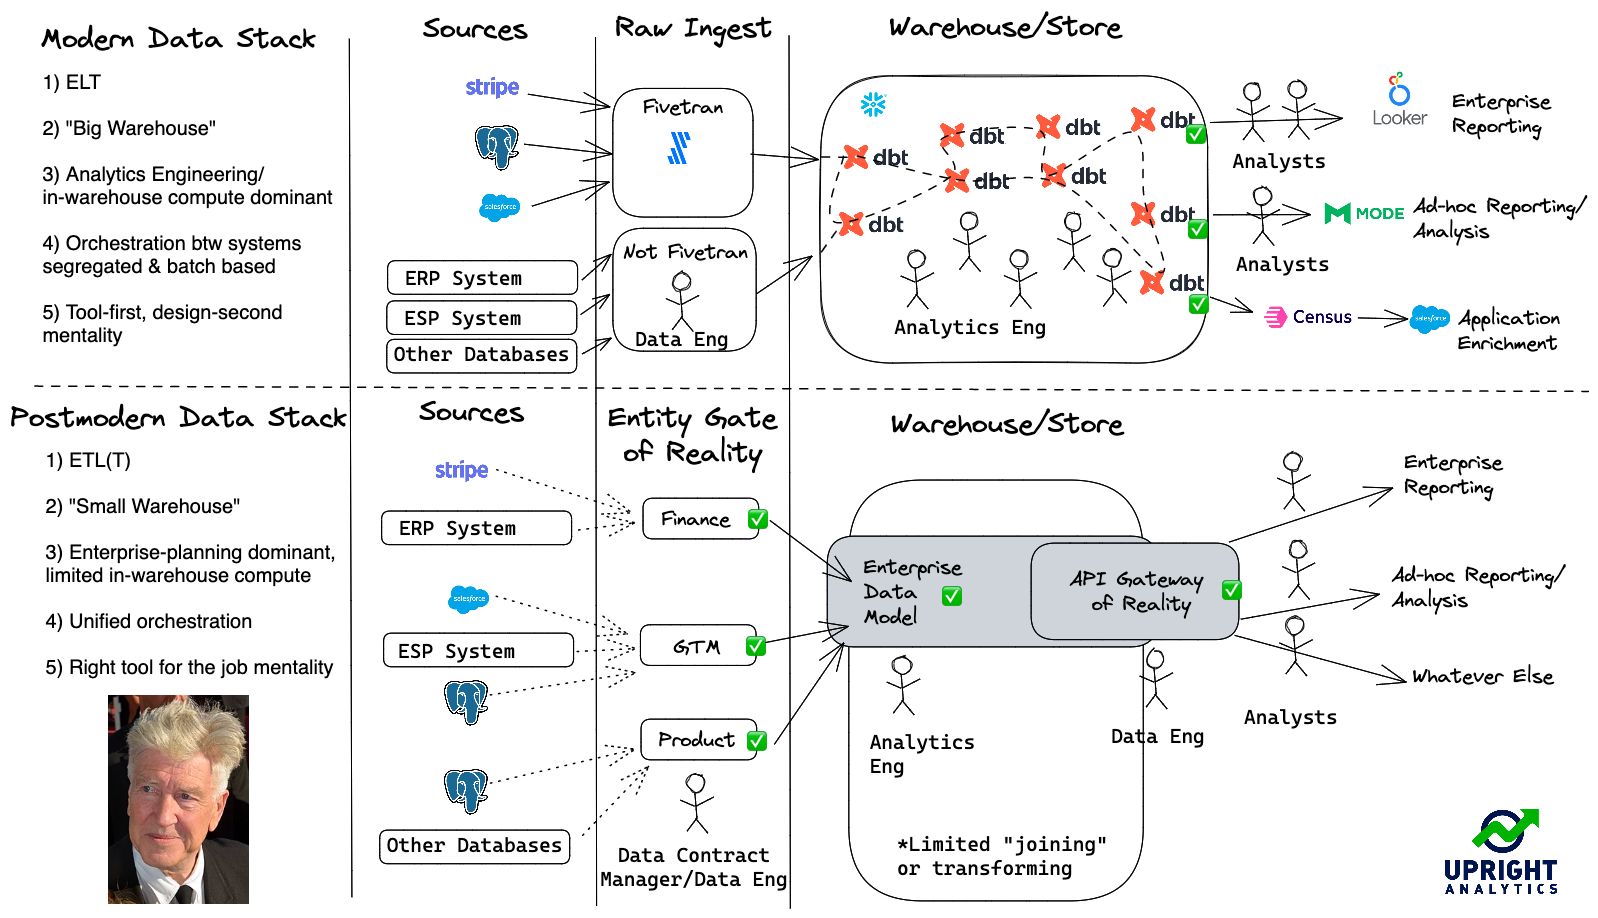 Modern Data Stack
1) ELT
2) "Big Warehouse"
3) Analytics Engineering/
in-warehouse compute dominant
4) Orchestration btw systems
segregated & batch based
5) Tool-first, design-second
mentality
Sources
stripe
salesforce
ERP System
ESP System
Other Databases
Raw Ingest
Fivetran
Not Fivetran
Data Eng
Warehouse/Store
dbt
dbt
dbt
dbt
dbt
dbt
dbt
dbt
dbt
Analytics Eng
Analysts
Looker
Enterprise
Reporting
Analysts
MODE
Ad-hoc Reporting/
Analysis
Census
salesforce
Application
Enrichment
Postmodern Data Stack
1) ETL(T)
2) "Small Warehouse"
3) Enterprise-planning dominant,
limited in-warehouse compute
4) Unified orchestration
5) Right tool for the job mentality
Sources
stripe
ERP System
salesforce
ESP System
Other Databases
Entity Gate
of Reality
Finance
GTM
Product
Data Contract
Manager/Data Eng
Warehouse/Store
Enterprise
Data
Model
API Gateway
of Reality
Analytics
Eng
Data Eng
*Limited "joining"
or transforming
Analysts
Enterprise
Reporting
Ad-hoc Reporting/
Analysis
Whatever Else
UPRIGHT
ANALYTICS